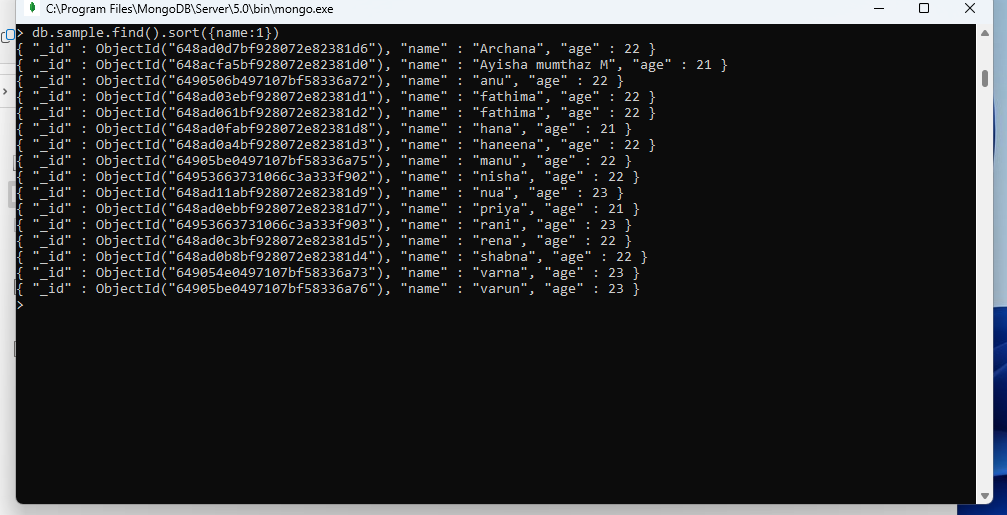 C:\Program Files\MongoDB\Server\5.0\bin\mongo.exe
> db.sample.find().sort({name:1})
{ "_id" : ObjectId("648ad0d7bf928072e82381d6"), "name" : "Archana", "age" : 22 }
{ "_id" : ObjectId("648acfa5bf928072e82381d0"), "name" : "Ayisha mumthaz M", "age" : 21 }
{ "_id" : ObjectId("6490506b497107bf58336a72"), "name" : "anu", "age" : 22 }
{ "_id" : ObjectId("648ad03ebf928072e82381d1"), "name" : "fathima", "age" : 22 }
{ "_id" : ObjectId("648ad061bf928072e82381d2"), "name" : "fathima", "age" : 22 }
{ "_id" : ObjectId("648ad0fabf928072e82381d8"), "name" : "hana", "age" : 21 }
{ "_id" : ObjectId("648ad0a4bf928072e82381d3"), "name" : "haneena", "age" : 22 }
{ "_id" : ObjectId("64905be0497107bf58336a75"), "name" : "manu", "age" : 22 }
{ "_id" : ObjectId("64953663731066c3a333f902"), "name" : "nisha", "age" : 22 }
{ "_id" : ObjectId("648ad11abf928072e82381d9"), "name" : "nua", "age" : 23 }
{ "_id" : ObjectId("648ad0ebbf928072e82381d7"), "name" : "priya", "age" : 21 }
{ "_id" : ObjectId("64953663731066c3a333f903"), "name" : "rani", "age" : 23 }
{ "_id" : ObjectId("648ad0c3bf928072e82381d5"), "name" : "rena", "age" : 22 }
{ "_id" : ObjectId("648ad0b8bf928072e82381d4"), "name" : "shabna", "age" : 22 }
{ "_id" : ObjectId("649054e0497107bf58336a73"), "name" : "varna", "age" : 23 }
{ "_id" : ObjectId("64905be0497107bf58336a76"), "name" : "varun", "age" : 23 }
>